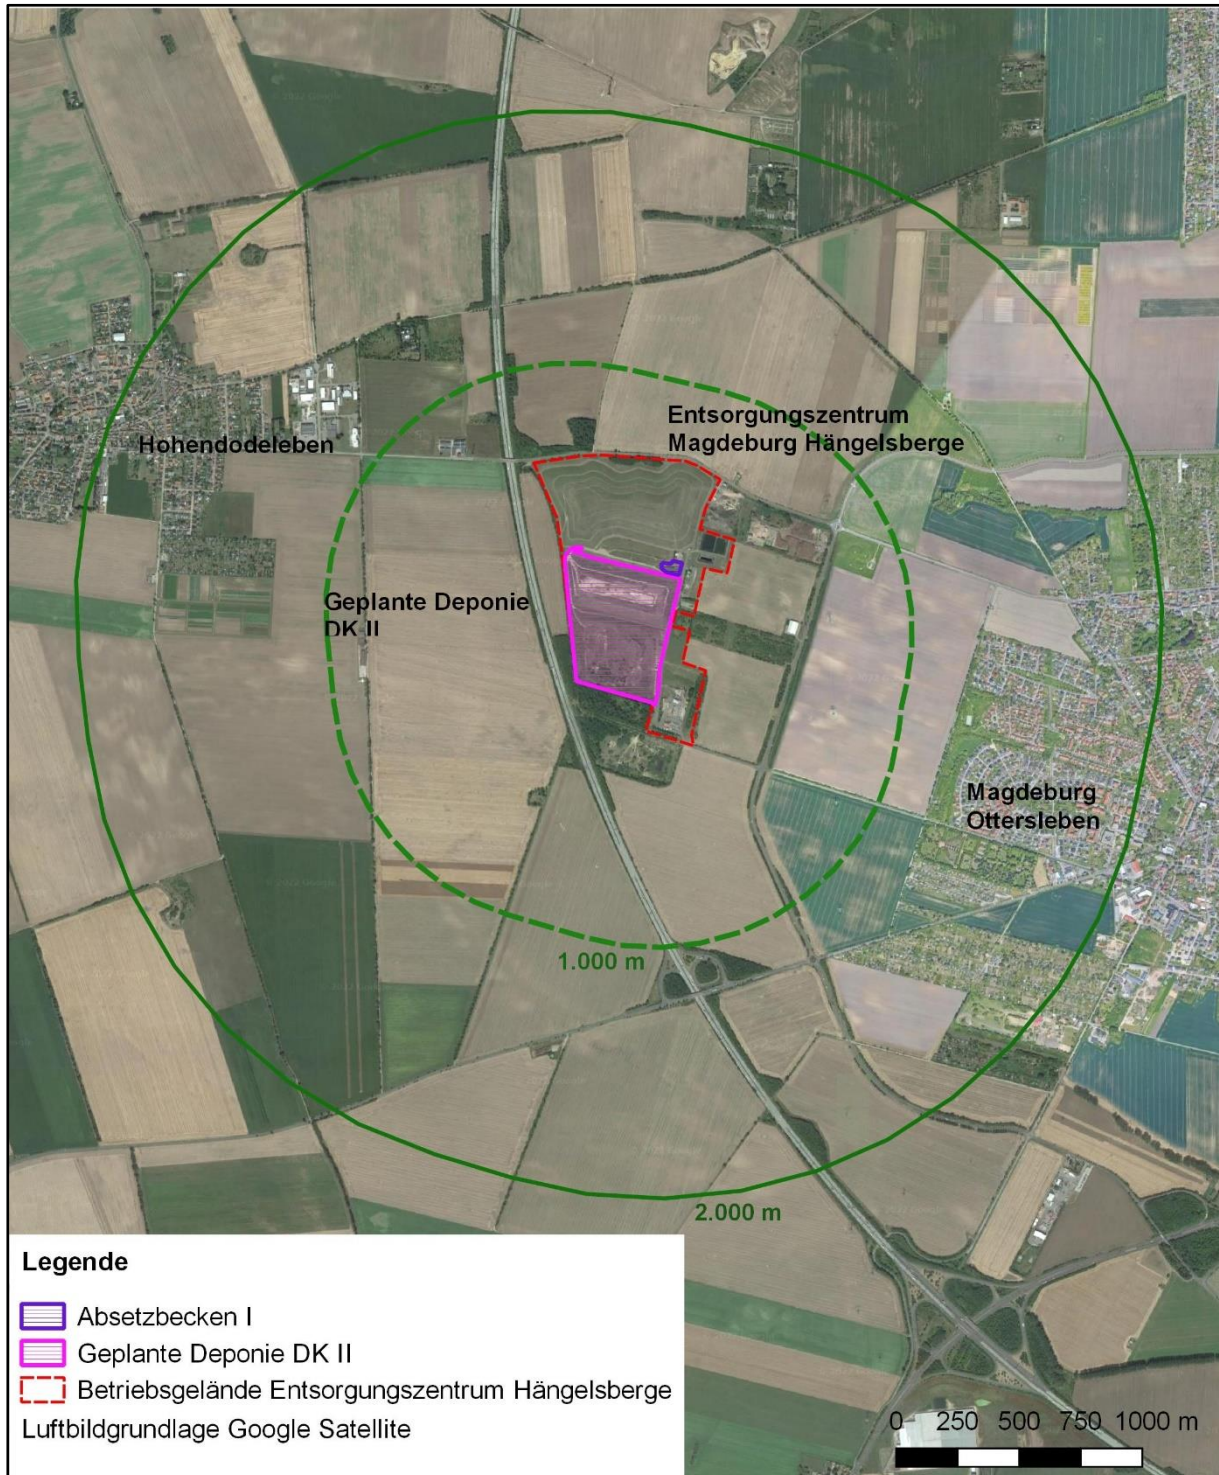 Entsorgungszentrum
Magdeburg Hängelsberge
Hohendodeleben
Geplante Deponie
DK II
Magdeburg
Ottersleben
1.000 m
2.000 m
Legende
Absetzbecken I
Geplante Deponie DK II
Betriebsgelände Entsorgungszentrum Hängelsberge
Luftbildgrundlage Google Satellite
0 250 500 750 1000 m